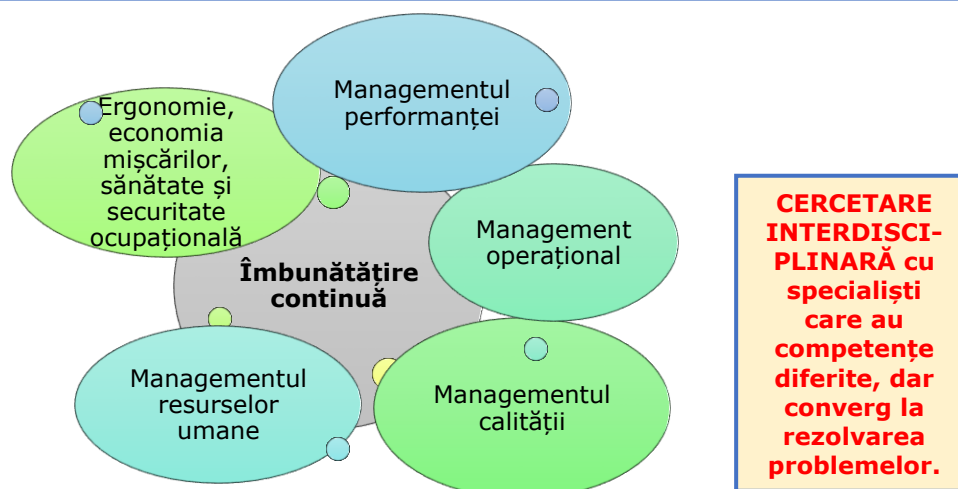 Managementul
performanței
Ergonomie,
economia
mișcărilor,
sănătate și
securitate
ocupațională
Management
operațional
Îmbunătățire
continuă
Managementul
resurselor
umane
Managementul
calității
CERCETARE
INTERDISCI-
PLINARĂ cu
specialiști
care au
competențe
diferite, dar
converg la
rezolvarea
problemelor.